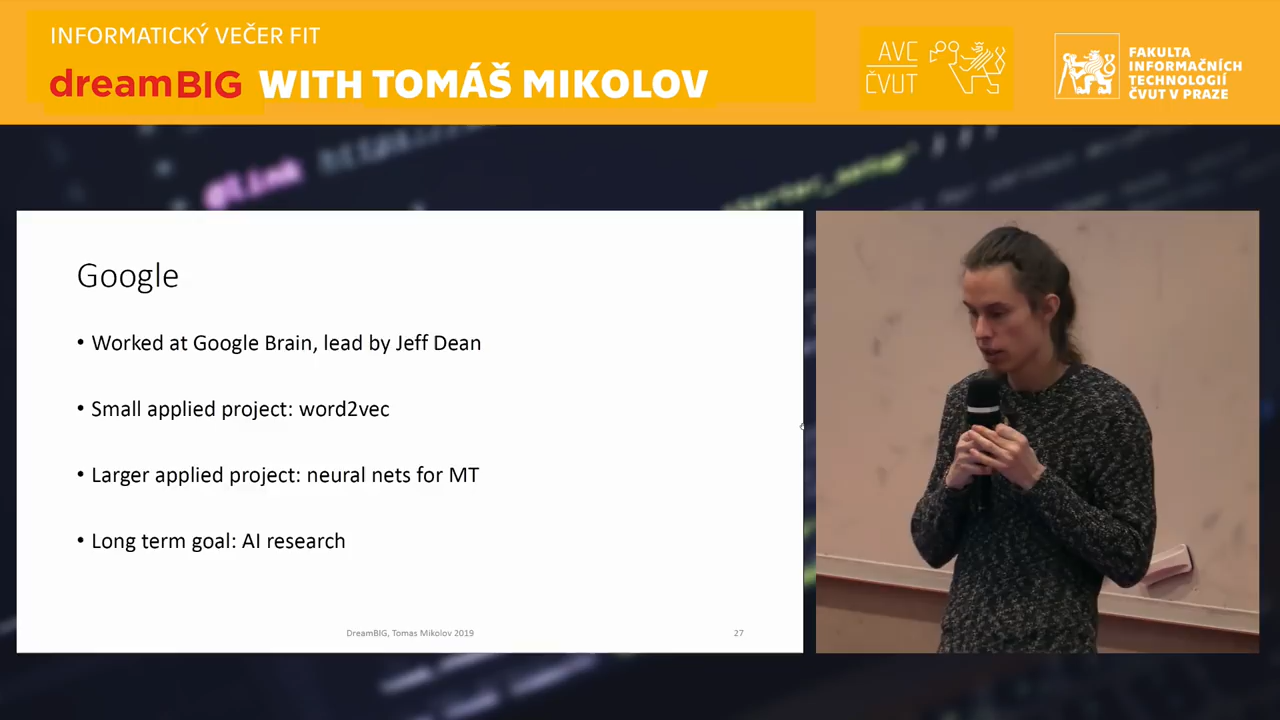 INFORMATICKÝ VEČER FIT
dreamBIG WITH TOMÁŠ MIKOLOV
AVC
ČVUT
FAKULTA
INFORMAČNÍCH
TECHNOLOGIÍ
ČVUT V PRAZE
@link
Google
• Worked at Google Brain, lead by Jeff Dean
• Small applied project: word2vec
• Larger applied project: neural nets for MT
• Long term goal: AI research
DreamBIG, Tomas Mikolov 2019
27